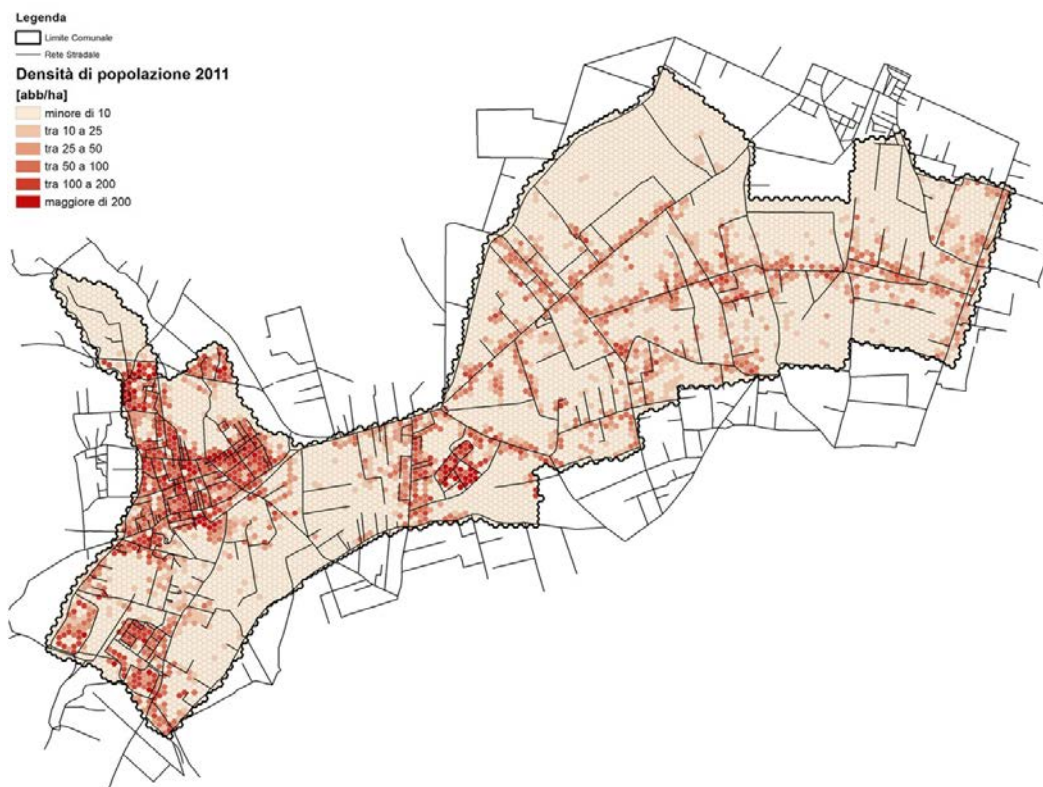 Legenda
Limite Comunale
Rete Stradale
Densità di popolazione 2011
[abb/ha]
minore di 10
tra 10 a 25
tra 25 a 50
tra 50 a 100
tra 100 a 200
maggiore di 200